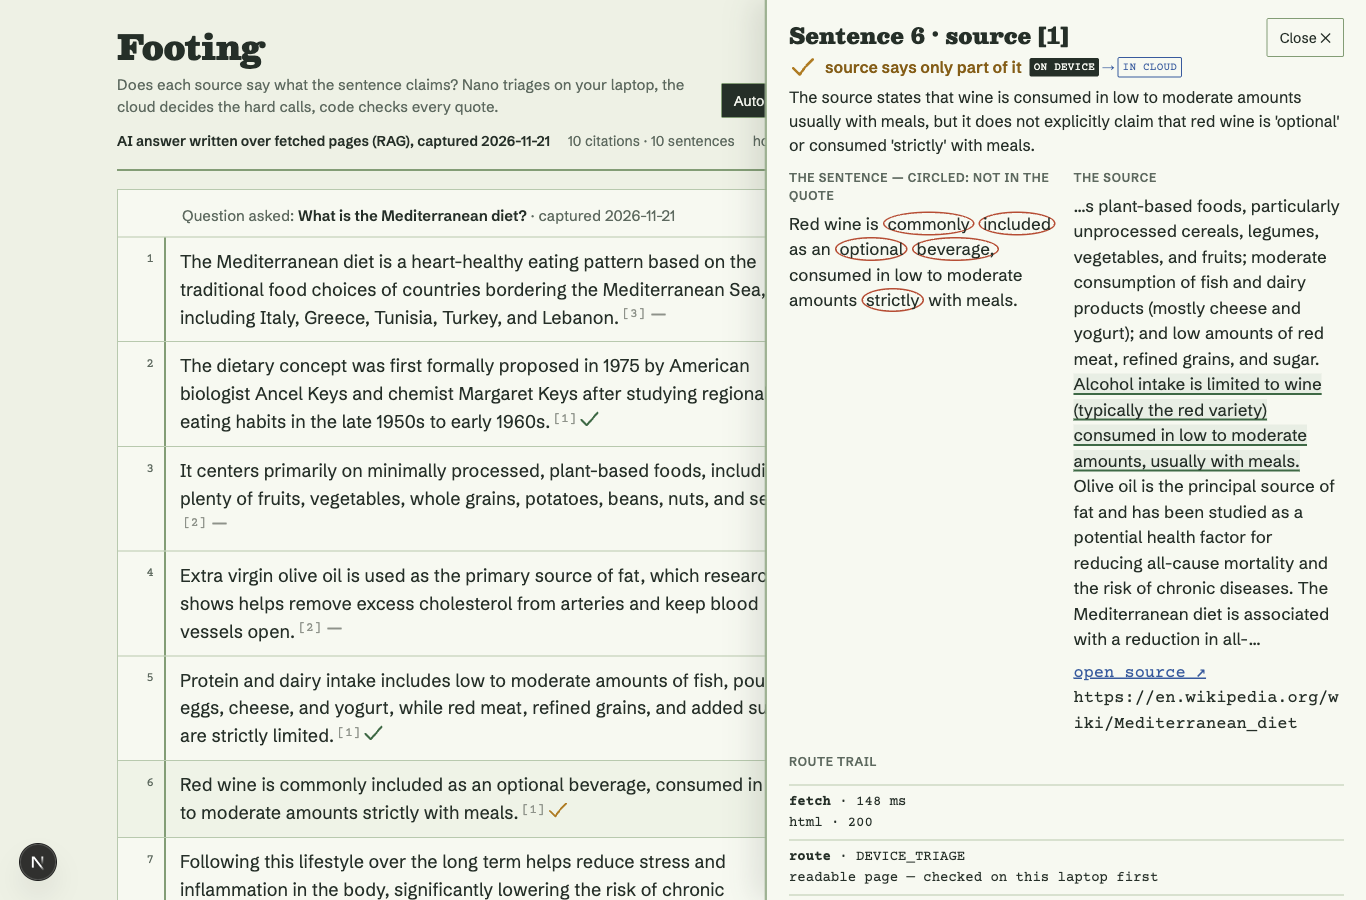 Footing
Does each source say what the sentence claims? Nano triages on your laptop, the
cloud decides the hard calls, code checks every quote.
Auto
AI answer written over fetched pages (RAG), captured 2026-11-21 10 citations · 10 sentences
Question asked: What is the Mediterranean diet? · captured 2026-11-21
1 The Mediterranean diet is a heart-healthy eating pattern based on the
traditional food choices of countries bordering the Mediterranean Sea,
including Italy, Greece, Tunisia, Turkey, and Lebanon. [3] —
2 The dietary concept was first formally proposed in 1975 by American
biologist Ancel Keys and chemist Margaret Keys after studying regiona
eating habits in the late 1950s to early 1960s. [1] ✓
3 It centers primarily on minimally processed, plant-based foods, includi
plenty of fruits, vegetables, whole grains, potatoes, beans, nuts, and se
[2] —
4 Extra virgin olive oil is used as the primary source of fat, which researc
shows helps remove excess cholesterol from arteries and keep blood
vessels open. [2] —
5 Protein and dairy intake includes low to moderate amounts of fish, pou
eggs, cheese, and yogurt, while red meat, refined grains, and added su
are strictly limited. [1] ✓
6 Red wine is commonly included as an optional beverage, consumed in
to moderate amounts strictly with meals. [1] ✓
7 Following this lifestyle over the long term helps reduce stress and
inflammation in the body, significantly lowering the risk of chronic
N
Sentence 6 · source [1]
Close ✕
✓ source says only part of it ON DEVICE → IN CLOUD
The source states that wine is consumed in low to moderate amounts
usually with meals, but it does not explicitly claim that red wine is 'optional'
or consumed 'strictly' with meals.
THE SENTENCE — CIRCLED: NOT IN THE
QUOTE
Red wine is commonly included
as an optional beverage,
consumed in low to moderate
amounts strictly with meals.
THE SOURCE
…s plant-based foods, particularly
unprocessed cereals, legumes,
vegetables, and fruits; moderate
consumption of fish and dairy
products (mostly cheese and
yogurt); and low amounts of red
meat, refined grains, and sugar.
Alcohol intake is limited to wine
(typically the red variety)
consumed in low to moderate
amounts, usually with meals.
Olive oil is the principal source of
fat and has been studied as a
potential health factor for
reducing all-cause mortality and
the risk of chronic diseases. The
Mediterranean diet is associated
with a reduction in all-…
open source ↗
https://en.wikipedia.org/w
iki/Mediterranean_diet
ROUTE TRAIL
fetch · 148 ms
html · 200
route · DEVICE_TRIAGE
readable page — checked on this laptop first